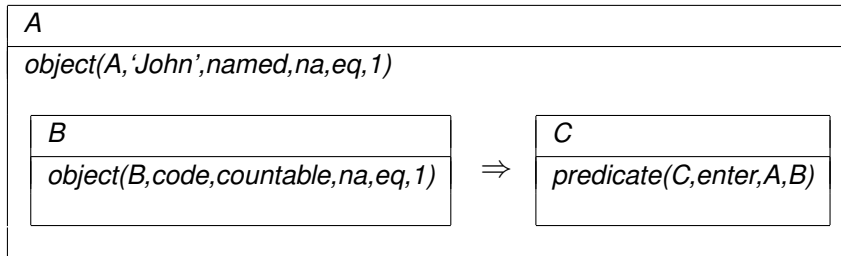 A
object(A,‘John’,named,na,eq,1)
B
object(B,code,countable,na,eq,1)
⇒
C
predicate(C,enter,A,B)